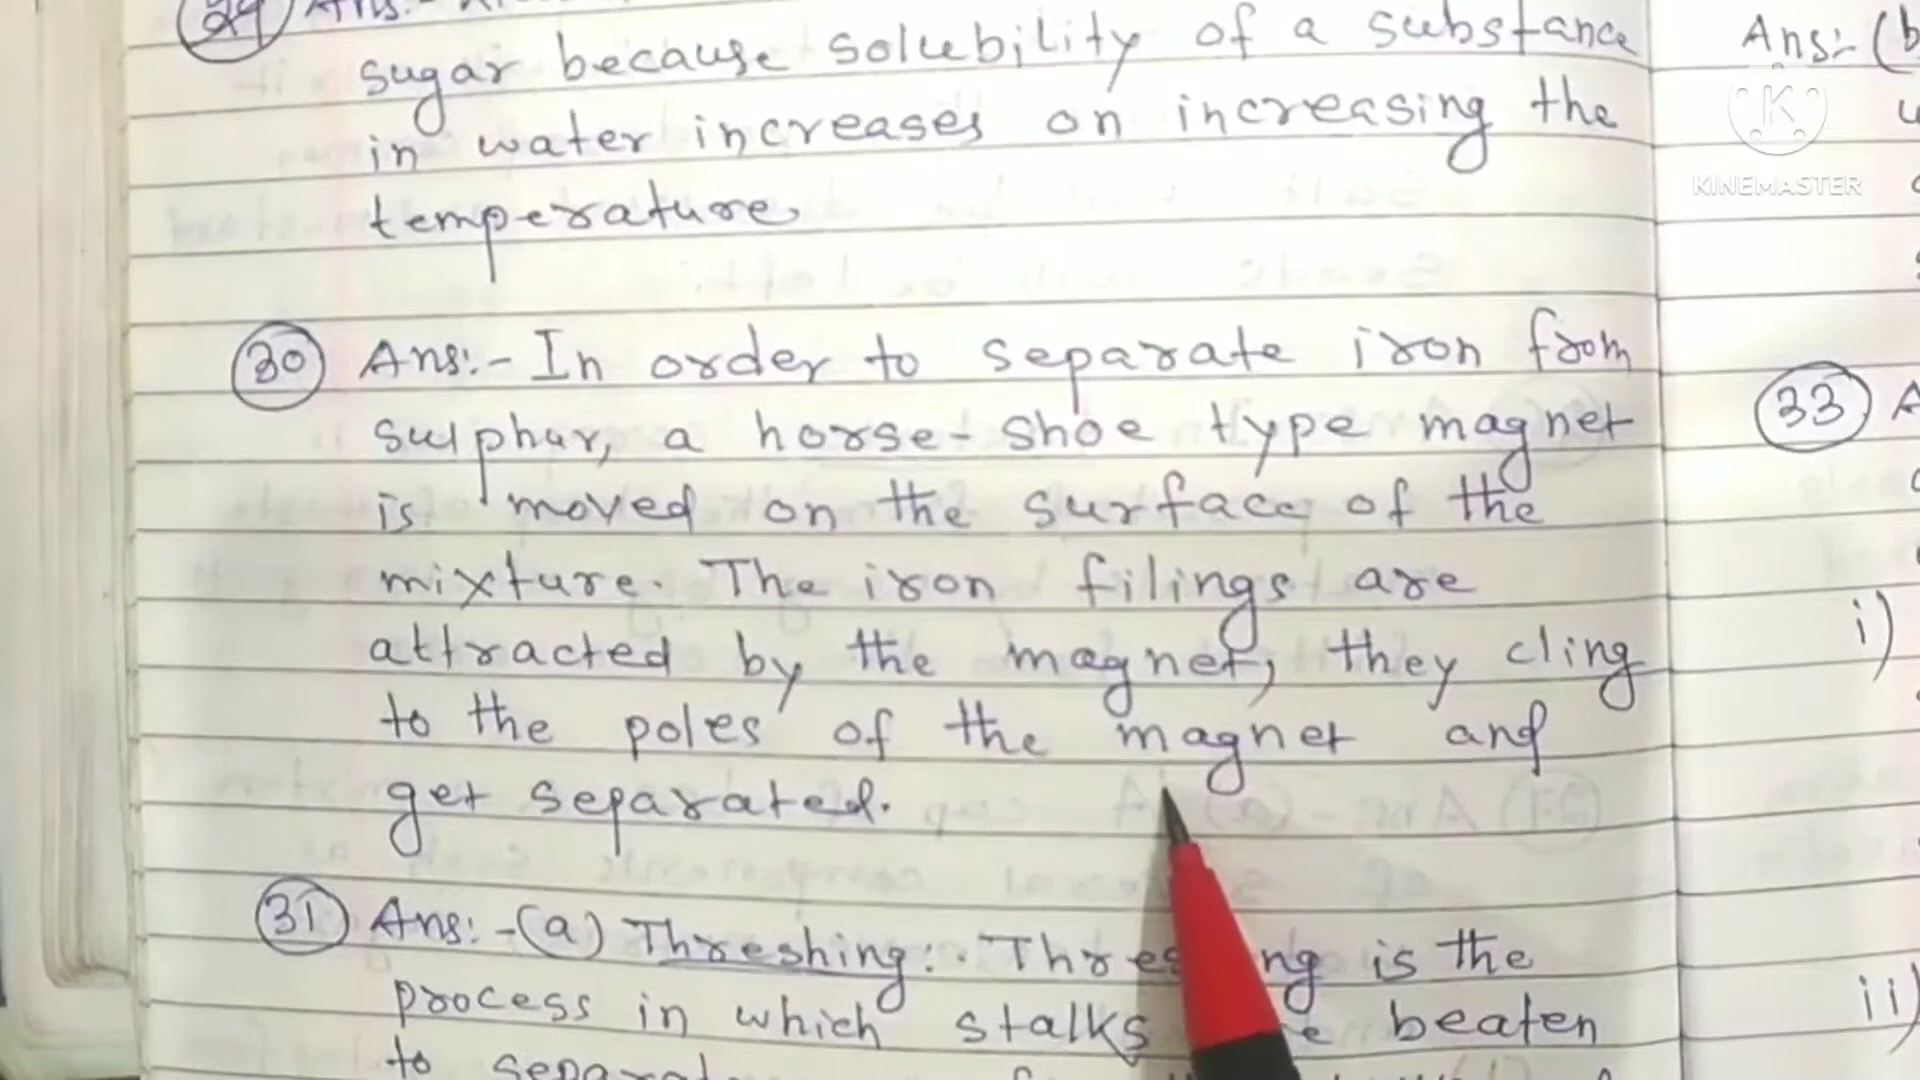 29 Ans:-
sugar because solubility of a substance
in water increases on increasing the
temperature.
30 Ans:- In order to separate iron from
sulphur, a horse-shoe type magnet
is moved on the surface of the
mixture. The iron filings are
attracted by the magnet, they cling
to the poles of the magnet and
get separated.
31 Ans:-(a) Threshing:- is the
process in which stalks beaten
to
Ans:- (b
KINEMASTER
33 A
i)
ii)